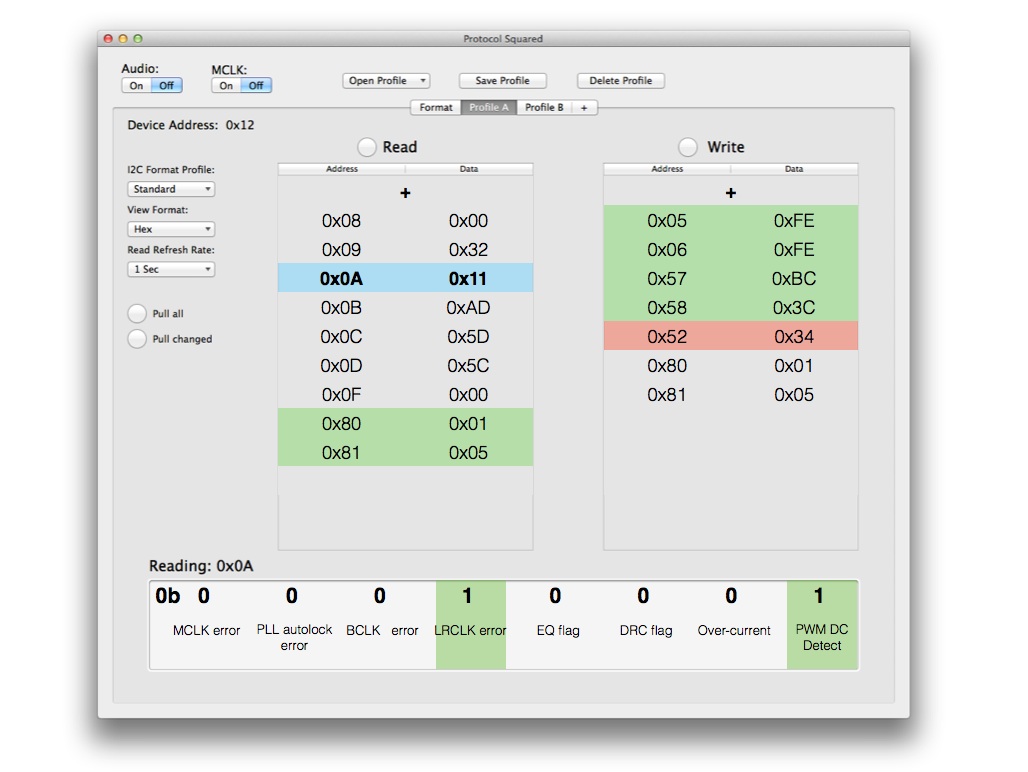 Protocol Squared
Audio:
On Off
MCLK:
On Off
Open Profile
Save Profile
Delete Profile
Format Profile A Profile B +
Device Address: 0x12
I2C Format Profile:
Standard
View Format:
Hex
Read Refresh Rate:
1 Sec
Pull all
Pull changed
Read
Address Data
+
0x08 0x00
0x09 0x32
0x0A 0x11
0x0B 0xAD
0x0C 0x5D
0x0D 0x5C
0x0F 0x00
0x80 0x01
0x81 0x05
Write
Address Data
+
0x05 0xFE
0x06 0xFE
0x57 0xBC
0x58 0x3C
0x52 0x34
0x80 0x01
0x81 0x05
Reading: 0x0A
0b 0 0 0 1 0 0 0 1
MCLK error PLL autolock BCLK error LRCLK error EQ flag DRC flag Over-current PWM DC
error Detect